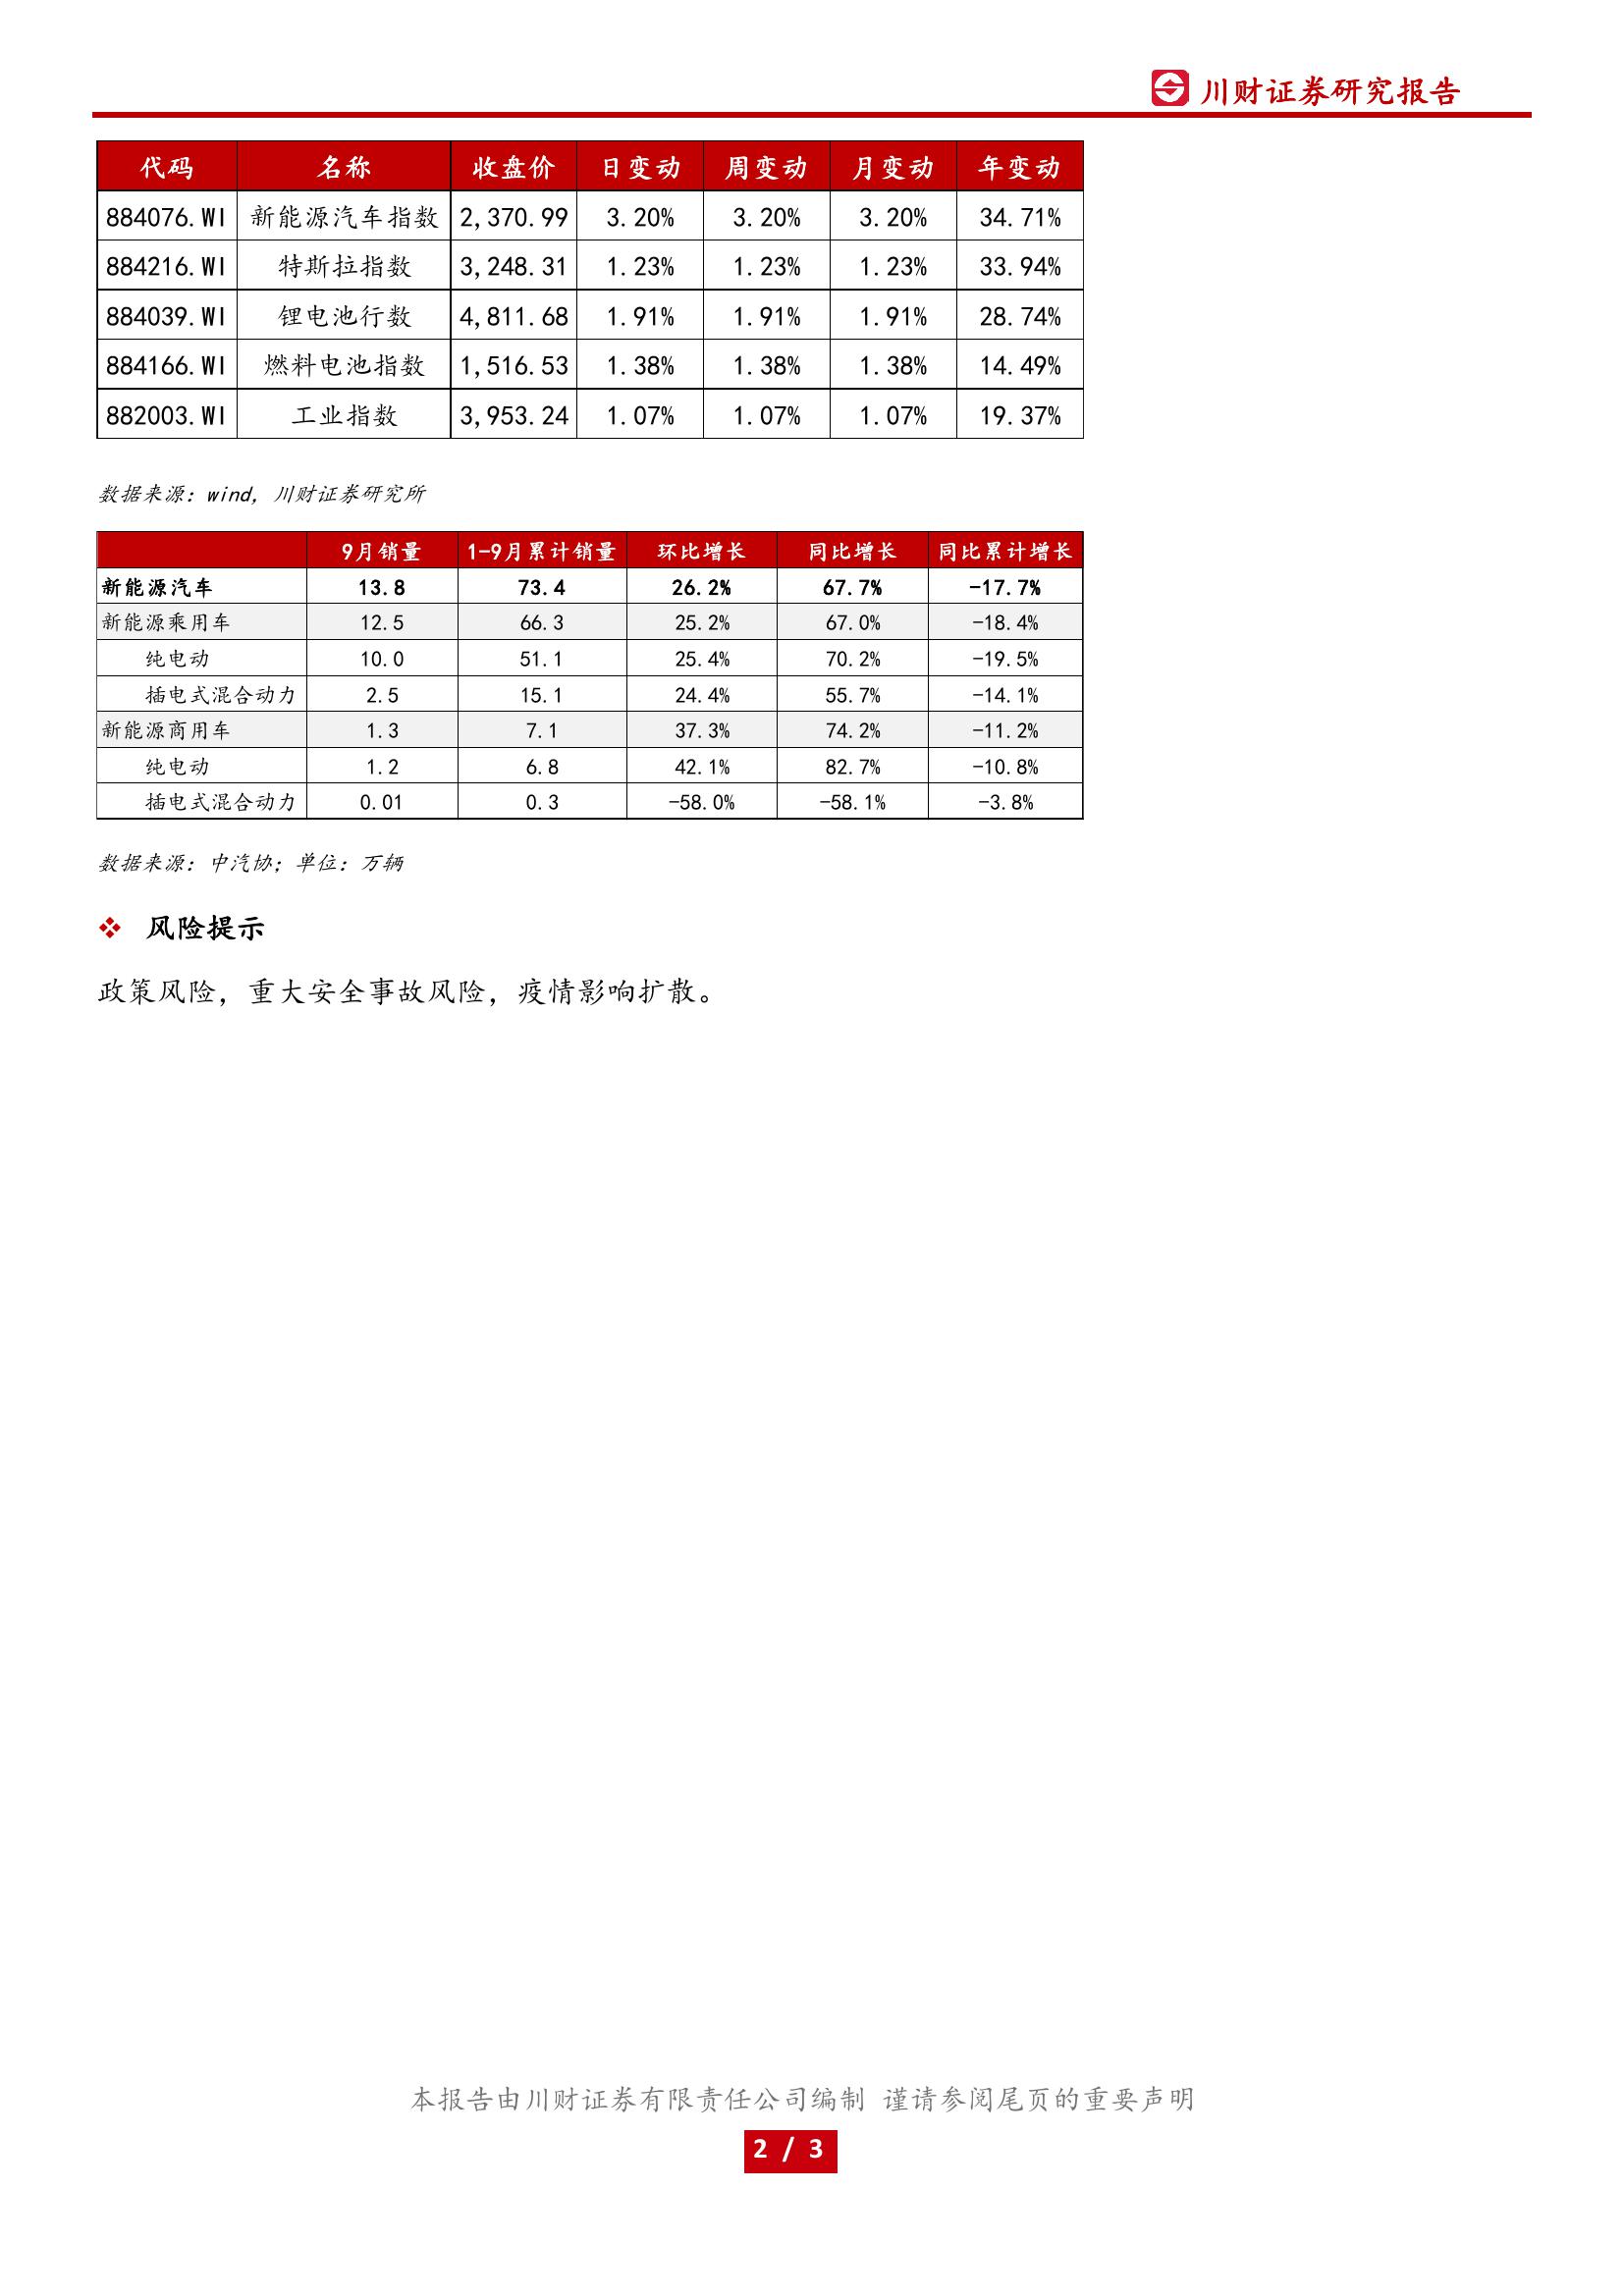 川财证券研究报告
代码 名称 收盘价 日变动 周变动 月变动 年变动
884076.WI 新能源汽车指数 2,370.99 3.20% 3.20% 3.20% 34.71%
884216.WI 特斯拉指数 3,248.31 1.23% 1.23% 1.23% 33.94%
884039.WI 锂电池行数 4,811.68 1.91% 1.91% 1.91% 28.74%
884166.WI 燃料电池指数 1,516.53 1.38% 1.38% 1.38% 14.49%
882003.WI 工业指数 3,953.24 1.07% 1.07% 1.07% 19.37%
数据来源：wind，川财证券研究所
9月销量 1-9月累计销量 环比增长 同比增长 同比累计增长
新能源汽车 13.8 73.4 26.2% 67.7% -17.7%
新能源乘用车 12.5 66.3 25.2% 67.0% -18.4%
纯电动 10.0 51.1 25.4% 70.2% -19.5%
插电式混合动力 2.5 15.1 24.4% 55.7% -14.1%
新能源商用车 1.3 7.1 37.3% 74.2% -11.2%
纯电动 1.2 6.8 42.1% 82.7% -10.8%
插电式混合动力 0.01 0.3 -58.0% -58.1% -3.8%
数据来源：中汽协；单位：万辆
❖ 风险提示
政策风险，重大安全事故风险，疫情影响扩散。
本报告由川财证券有限责任公司编制 谨请参阅尾页的重要声明
2 / 3